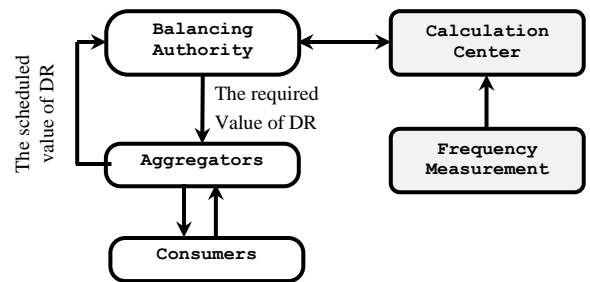 Balancing
Authority
Calculation
Center
The scheduled
value of DR
The required
Value of DR
Aggregators
Frequency
Measurement
Consumers